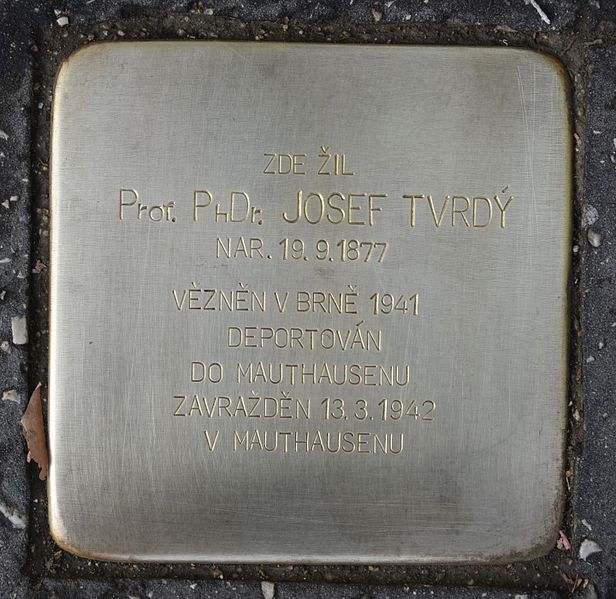 ZDE ŽIL
Prof. PhDr. JOSEF TVRDÝ
NAR. 19.9.1877
VĚZNĚN V BRNĚ 1941
DEPORTOVÁN
DO MAUTHAUSENU
ZAVRAŽDĚN 13.3.1942
V MAUTHAUSENU